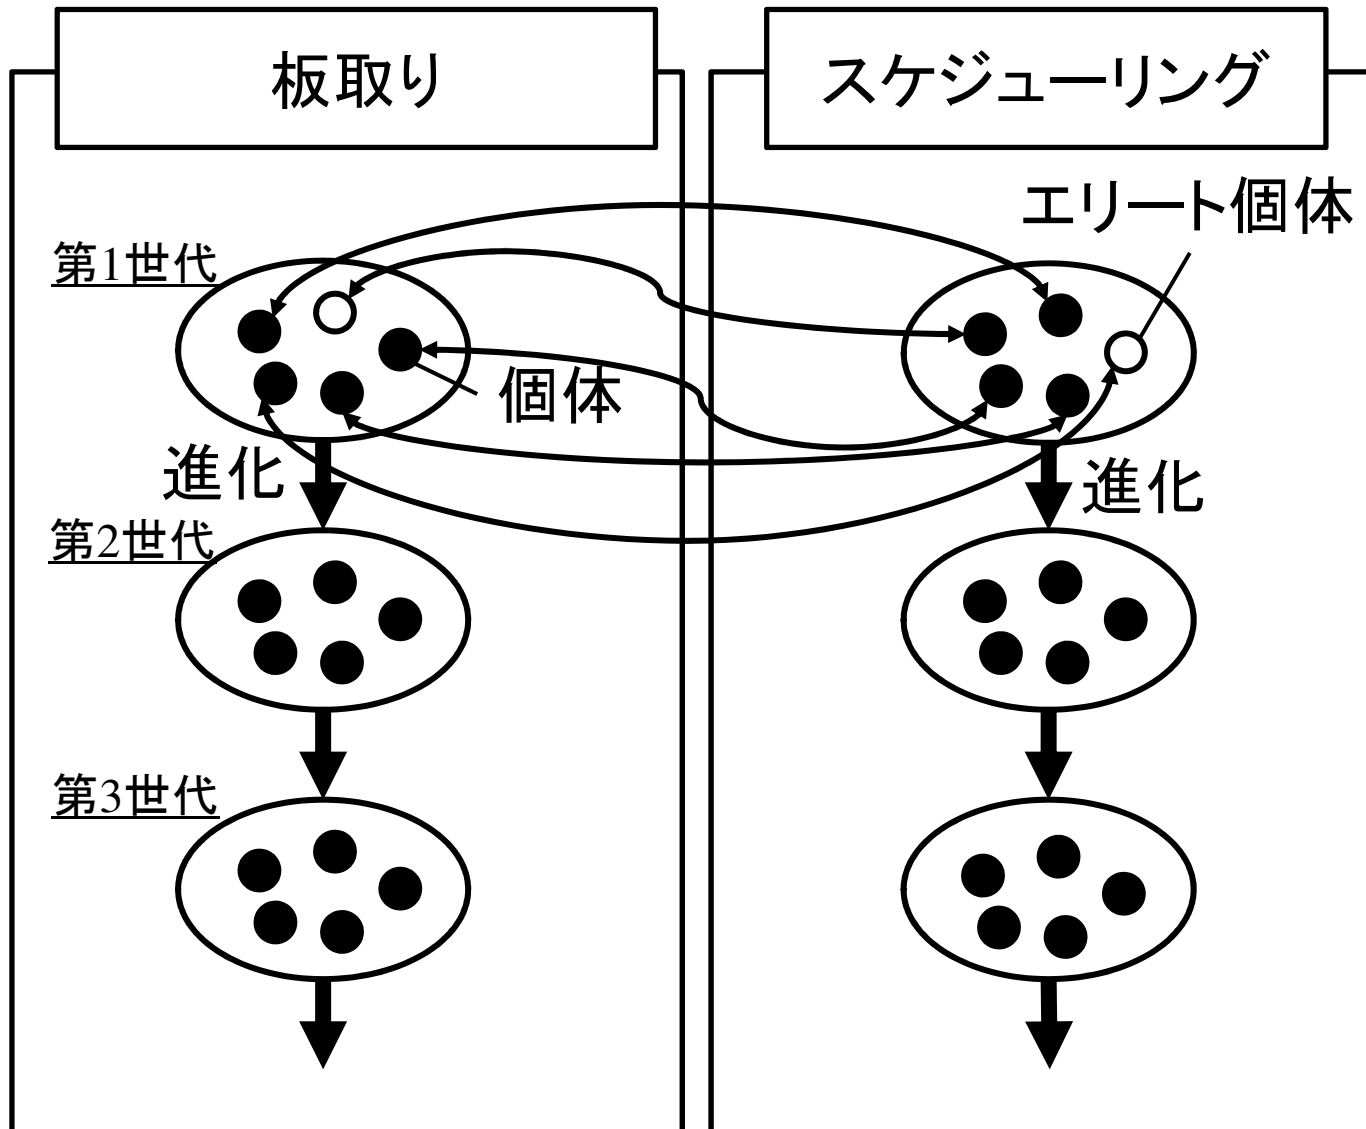 板取り
スケジューリング
エリート個体
第1世代
個体
進化
進化
第2世代
第3世代